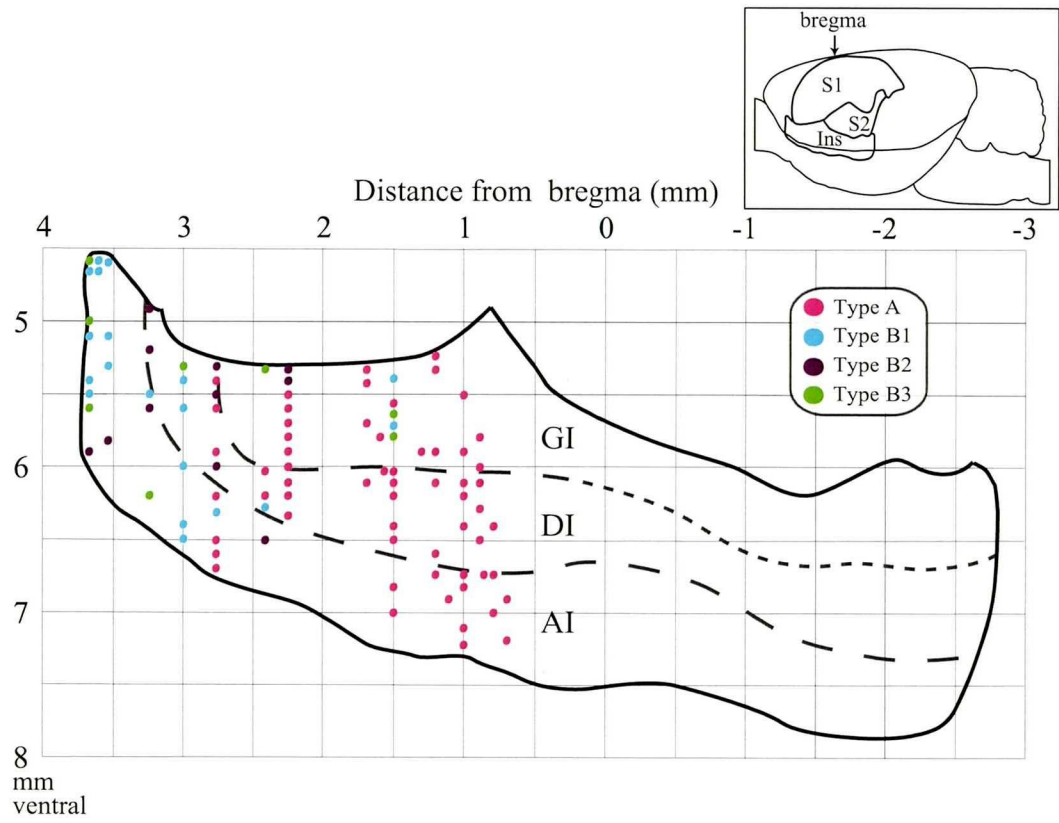 bregma
S1
S2
Ins
Distance from bregma (mm)
4 3 2 1 0 -1 -2 -3
5
6
7
8
mm
ventral
Type A
Type B1
Type B2
Type B3
GI
DI
AI